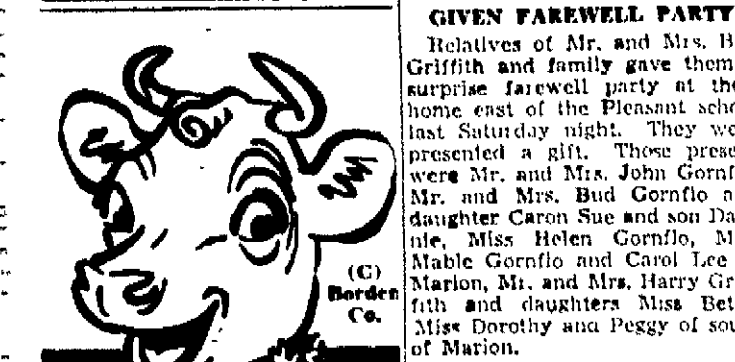 (C)
Borden
Co.
GIVEN FAREWELL PARTY
Relatives of Mr. and Mrs. B
Griffith and family gave them
surprise farewell party at the
home east of the Pleasant scho
last Saturday night. They we
presented a gift. Those prese
were Mr. and Mrs. John Gornf
Mr. and Mrs. Bud Gornflo a
daughter Caron Sue and son Da
nie, Miss Helen Gornflo, M
Mable Gornflo and Carol Lee
Marion, Mr. and Mrs. Harry Gr
fith and daughters Miss Bet
Miss Dorothy and Peggy of sou
of Marion.